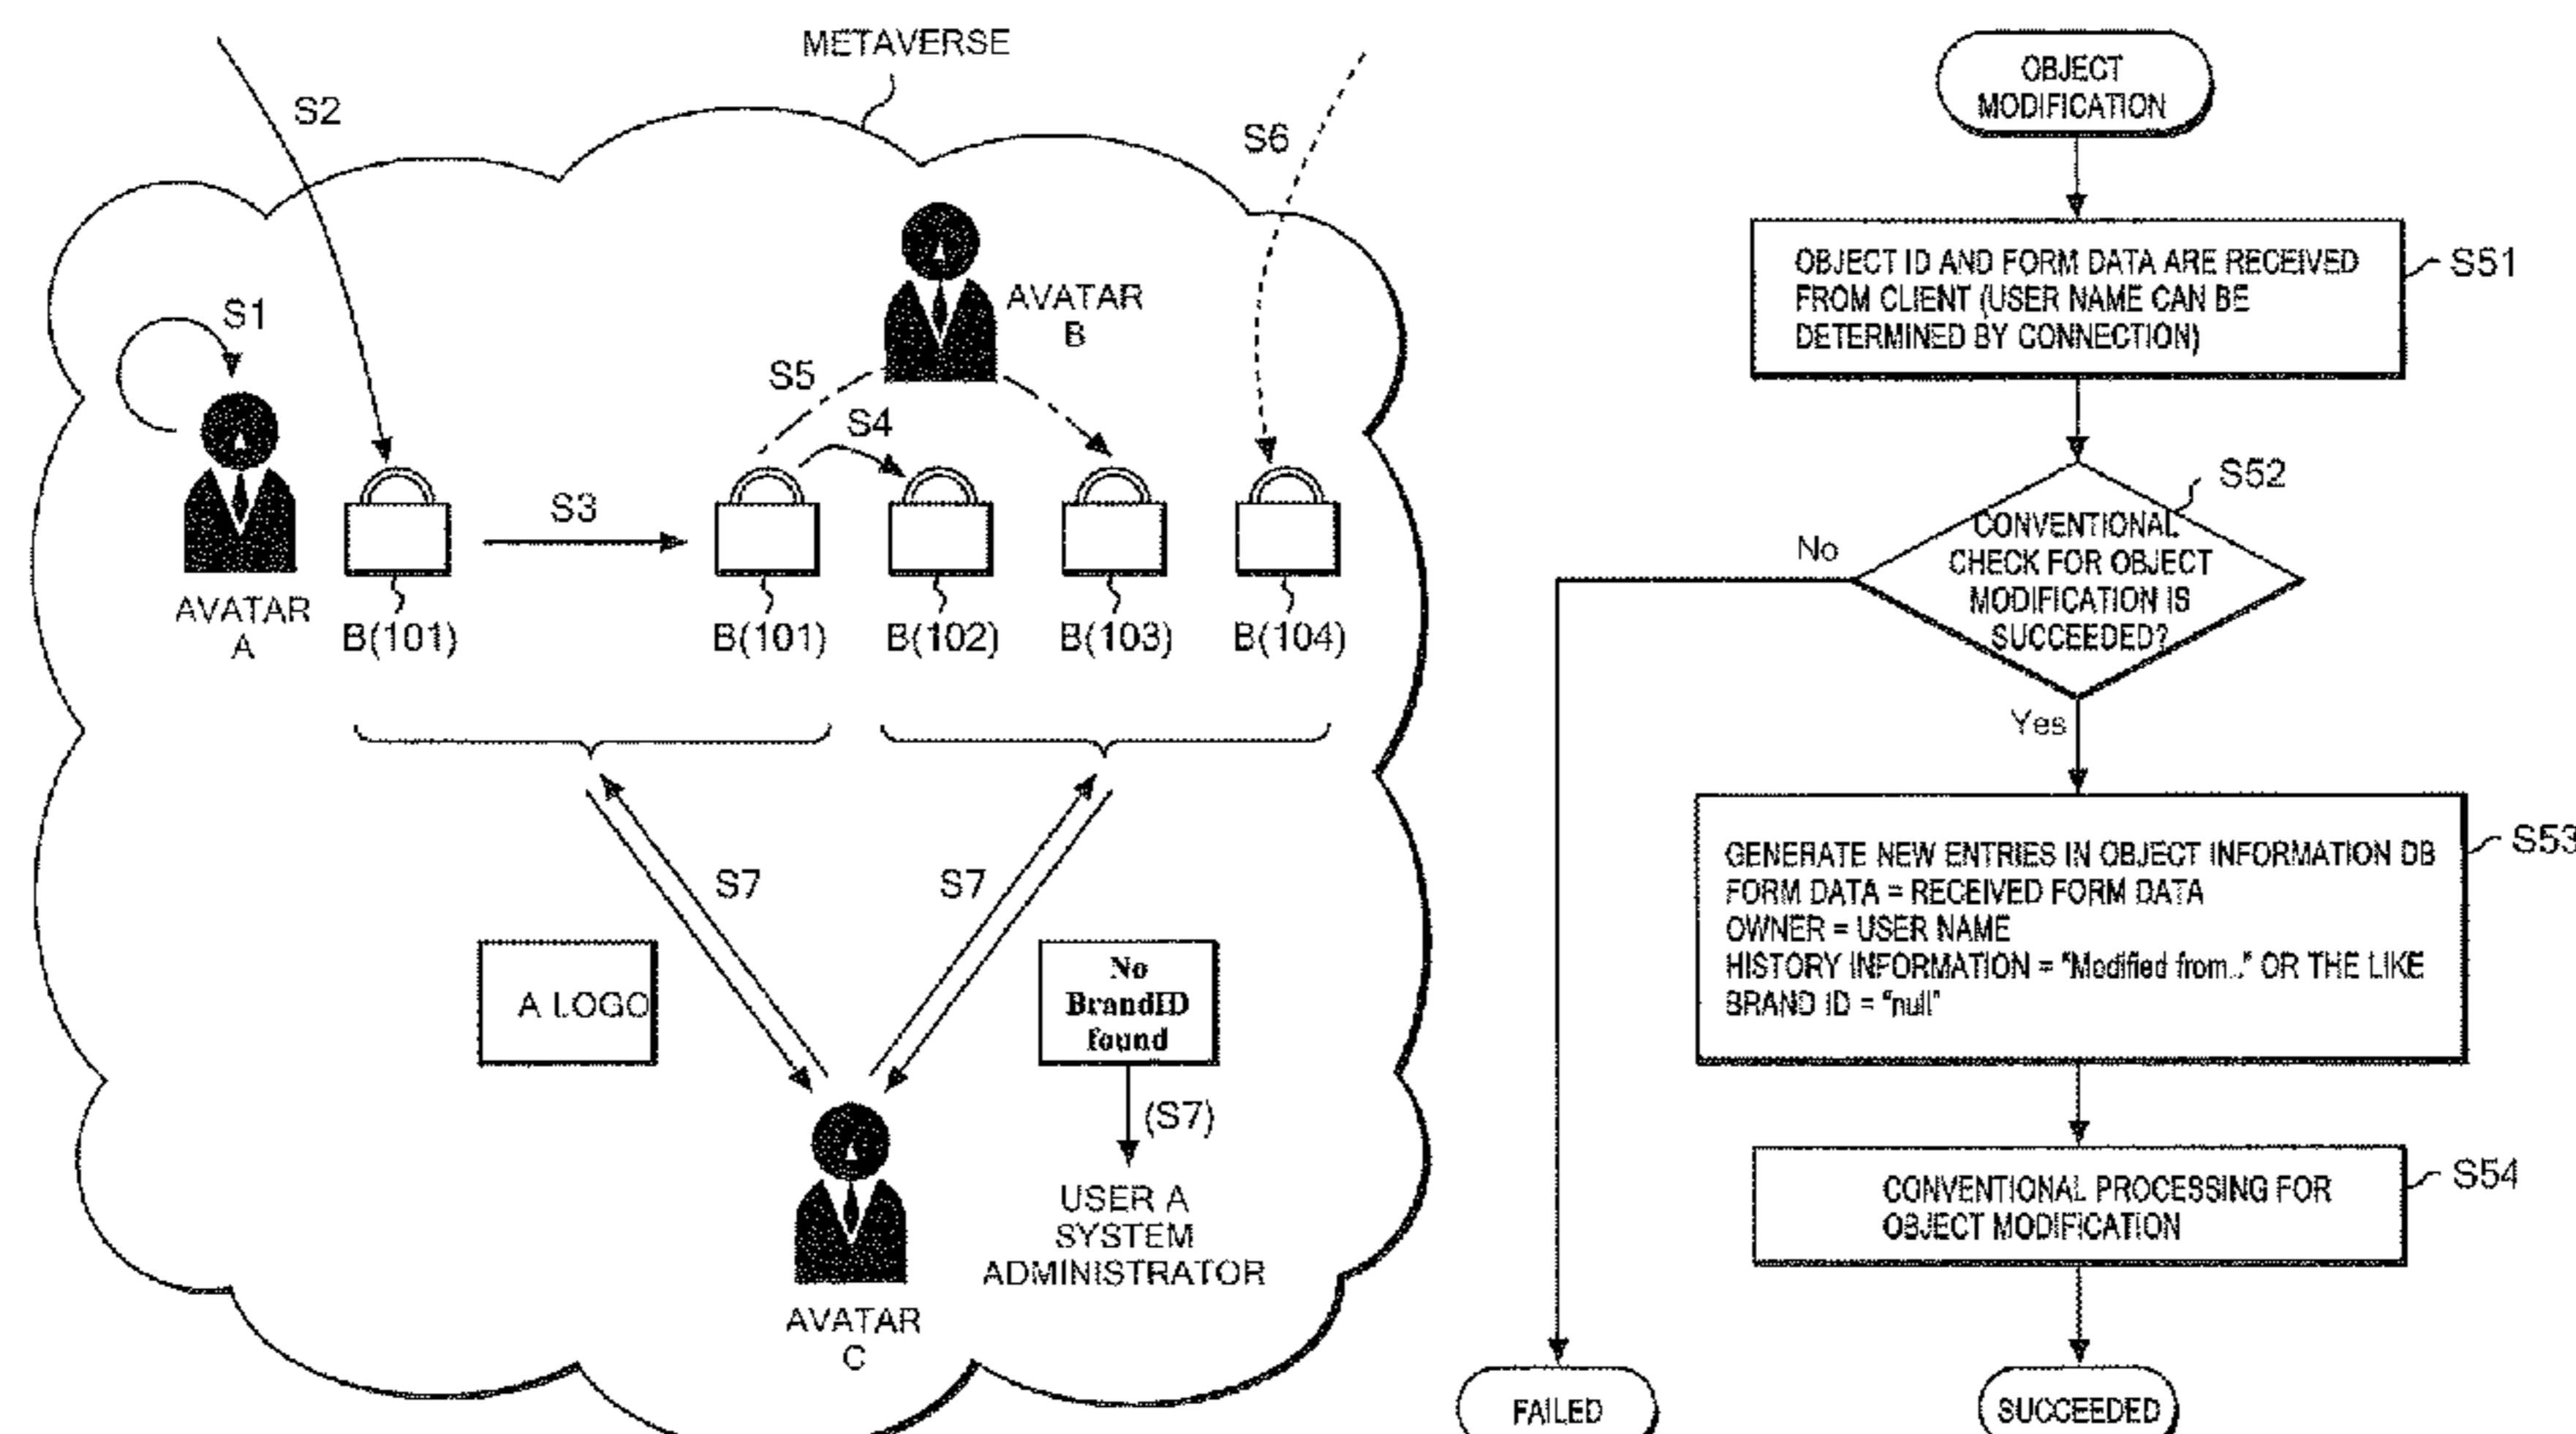 METAVERSE
S2
S6
S1
AVATAR
B
S5
S4
S3
AVATAR
A
B(101)
B(101)
B(102)
B(103)
B(104)
S7
S7
A LOGO
No
BrandID
found
(S7)
USER A
SYSTEM
ADMINISTRATOR
AVATAR
C
OBJECT
MODIFICATION
OBJECT ID AND FORM DATA ARE RECEIVED
FROM CLIENT (USER NAME CAN BE
DETERMINED BY CONNECTION)
S51
S52
CONVENTIONAL
CHECK FOR OBJECT
MODIFICATION IS
SUCCEEDED?
No
Yes
GENERATE NEW ENTRIES IN OBJECT INFORMATION DB
FORM DATA = RECEIVED FORM DATA
OWNER = USER NAME
HISTORY INFORMATION = "Modified from..." OR THE LIKE
BRAND ID = "null"
S53
CONVENTIONAL PROCESSING FOR
OBJECT MODIFICATION
S54
FAILED
SUCCEEDED